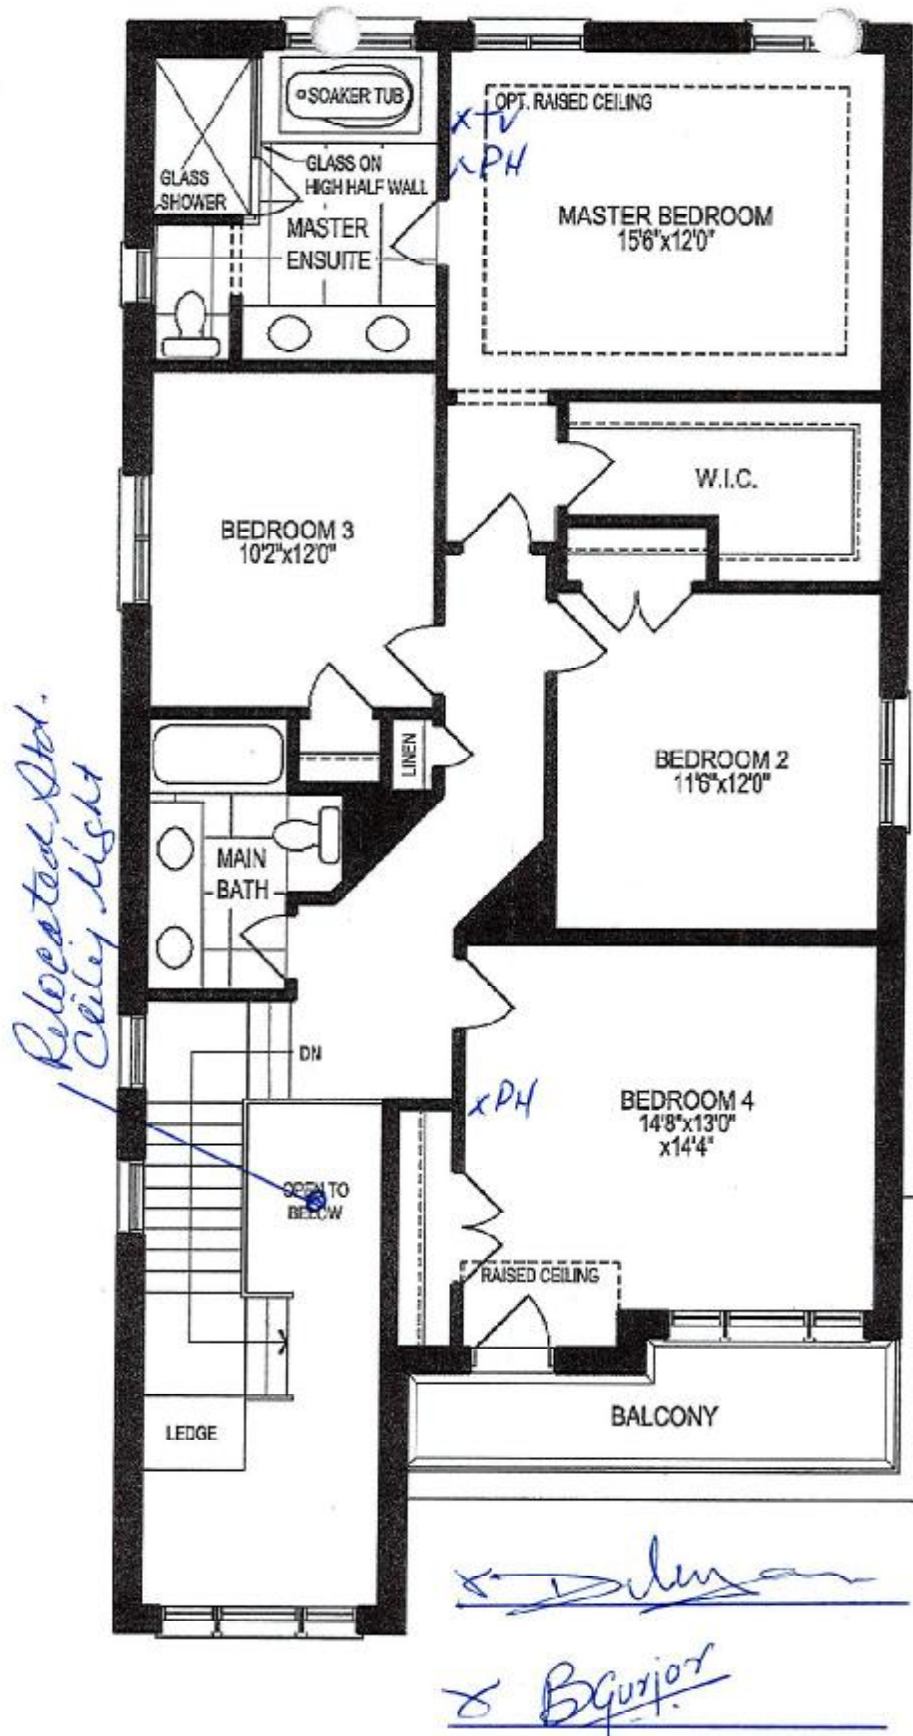 SOAKER TUB
OPT. RAISED CEILING
x TV
x PH
GLASS
SHOWER
GLASS ON
HIGH HALF WALL
MASTER
ENSUITE
MASTER BEDROOM
15'6"x12'0"
W.I.C.
BEDROOM 3
10'2"x12'0"
BEDROOM 2
11'6"x12'0"
LINEN
MAIN
BATH
Relocated Std.
Ceiling Light
DN
x PH
BEDROOM 4
14'8"x13'0"
x14'4"
OPEN TO
BELOW
RAISED CEILING
BALCONY
LEDGE
x
x BGurjar